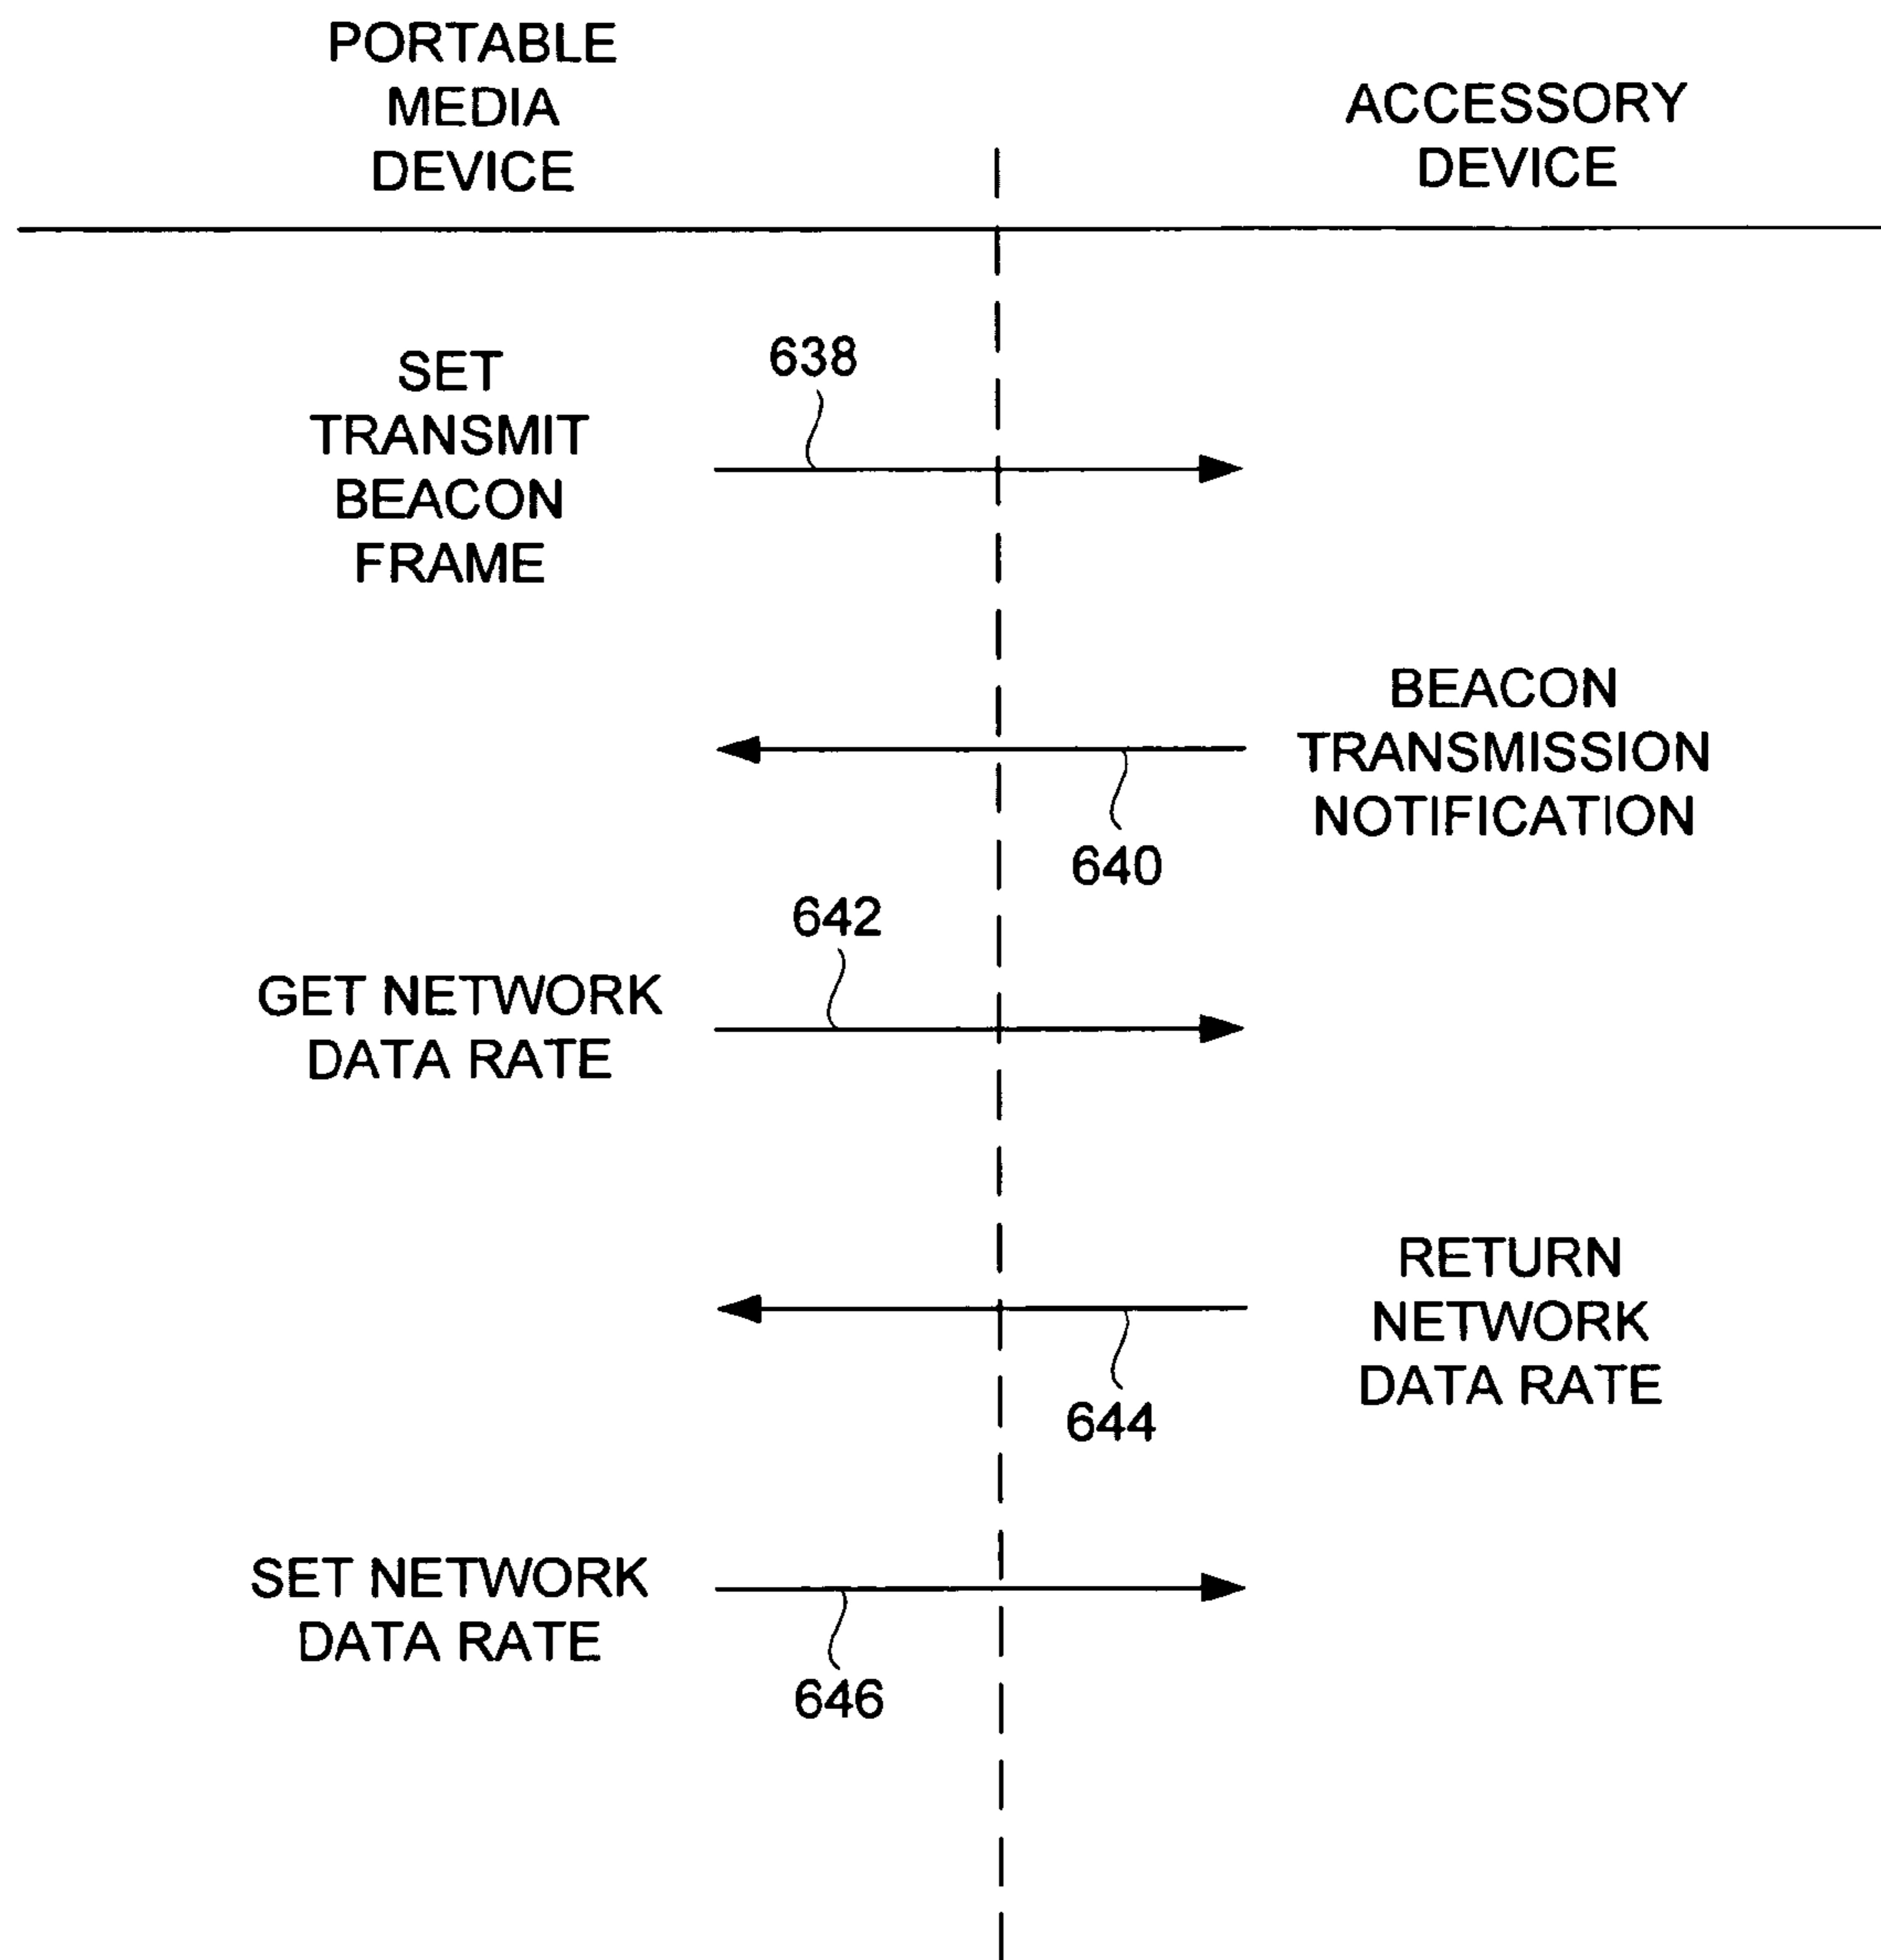 PORTABLE
MEDIA
DEVICE
ACCESSORY
DEVICE
SET
TRANSMIT
BEACON
FRAME
638
BEACON
TRANSMISSION
NOTIFICATION
640
642
GET NETWORK
DATA RATE
RETURN
NETWORK
DATA RATE
644
SET NETWORK
DATA RATE
646